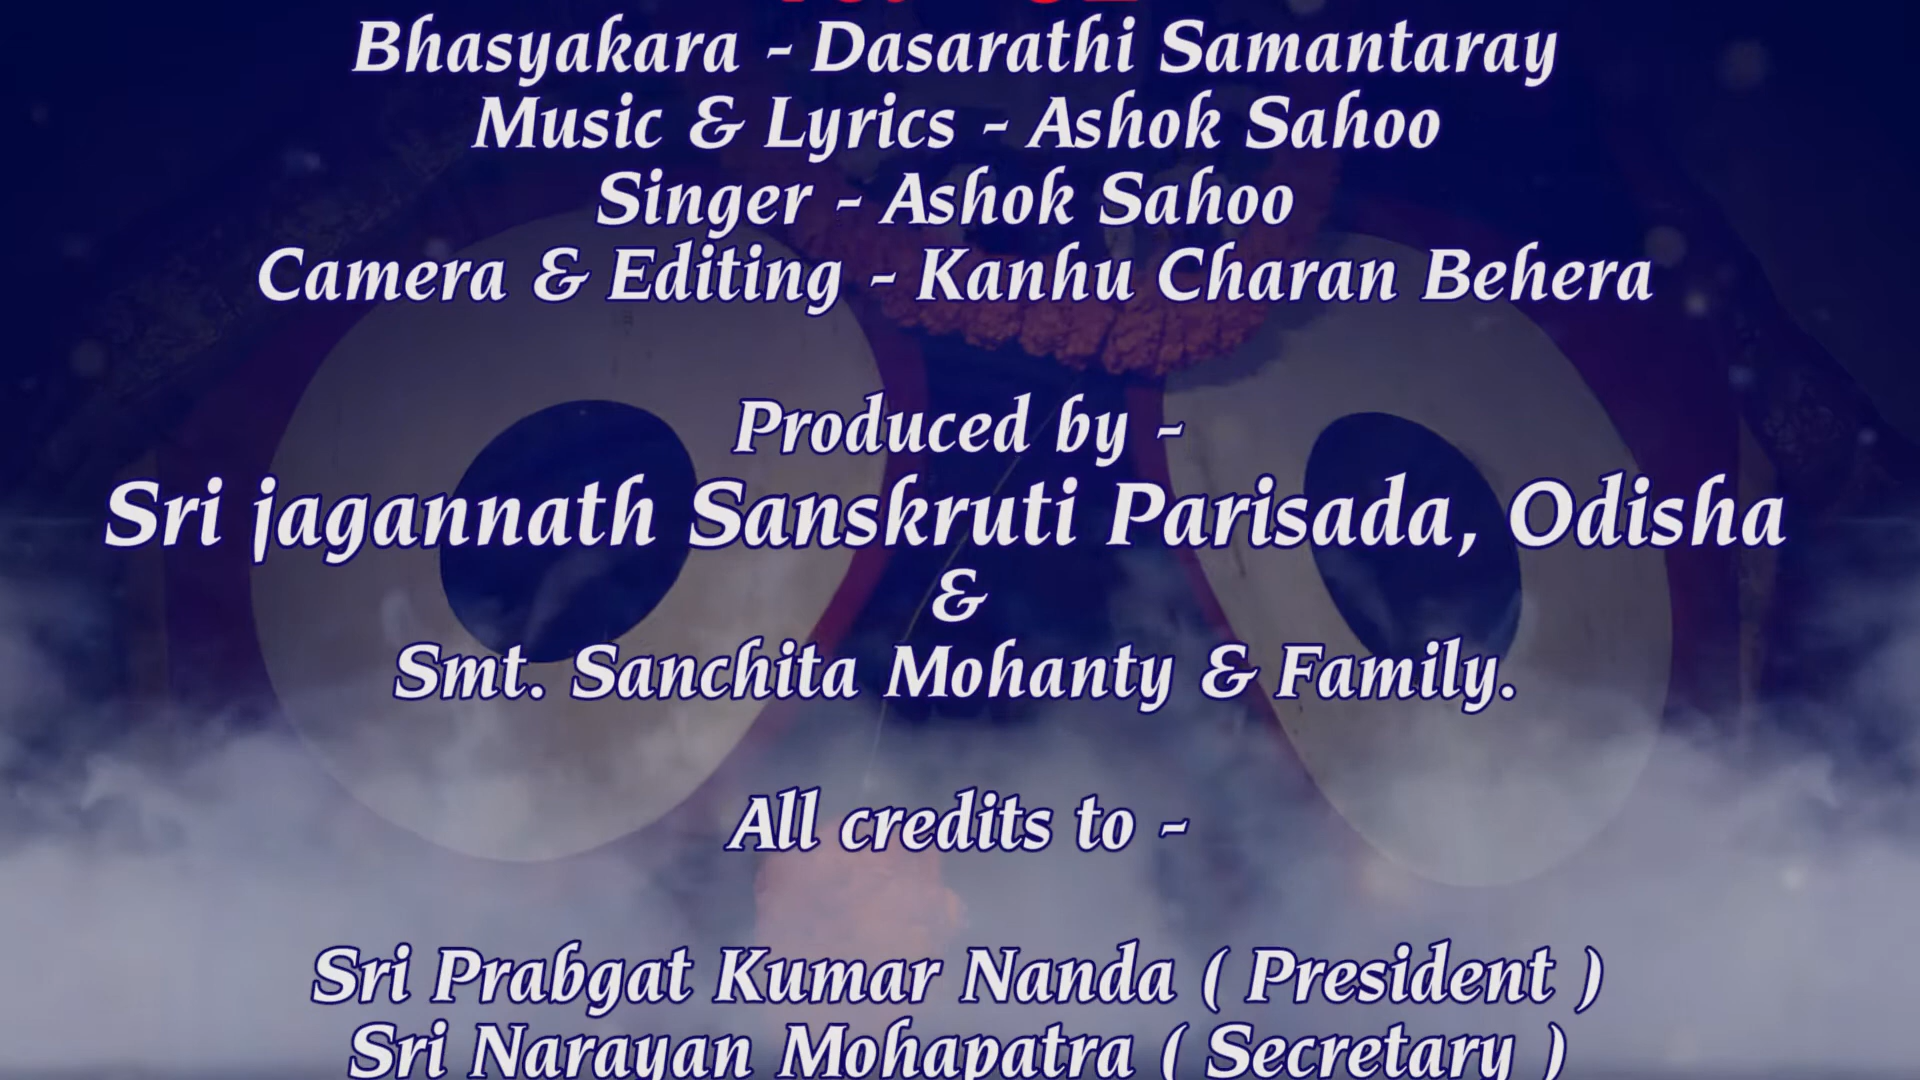 Bhasyakara - Dasarathi Samantaray
Music & Lyrics - Ashok Sahoo
Singer - Ashok Sahoo
Camera & Editing - Kanhu Charan Behera
Produced by -
Sri jagannath Sanskruti Parisada, Odisha
&
Smt. Sanchita Mohanty & Family.
All credits to -
Sri Prabgat Kumar Nanda ( President )
Sri Narayan Mohapatra ( Secretary )